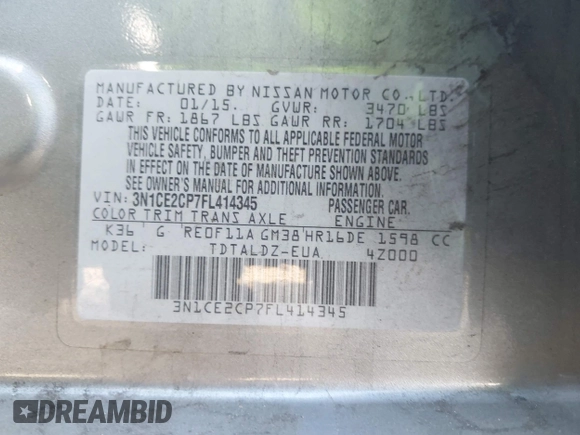 MANUFACTURED BY NISSAN MOTOR CO., LTD.
DATE: 01/15. GVWR: 3470 LBS
GAWR FR: 1867 LBS GAWR RR: 1704 LBS
THIS VEHICLE CONFORMS TO ALL APPLICABLE FEDERAL MOTOR
VEHICLE SAFETY, BUMPER AND THEFT PREVENTION STANDARDS
IN EFFECT ON THE DATE OF MANUFACTURE SHOWN ABOVE.
SEE OWNER'S MANUAL FOR ADDITIONAL INFORMATION.
VIN: 3N1CE2CP7FL414345 PASSENGER CAR.
COLOR TRIM TRANS AXLE ENGINE
K36 G RE0F11A GM38 HR16DE 1598 CC
MODEL: TDTALDZ-EUA 4Z000
3N1CE2CP7FL414345
DREAMBID